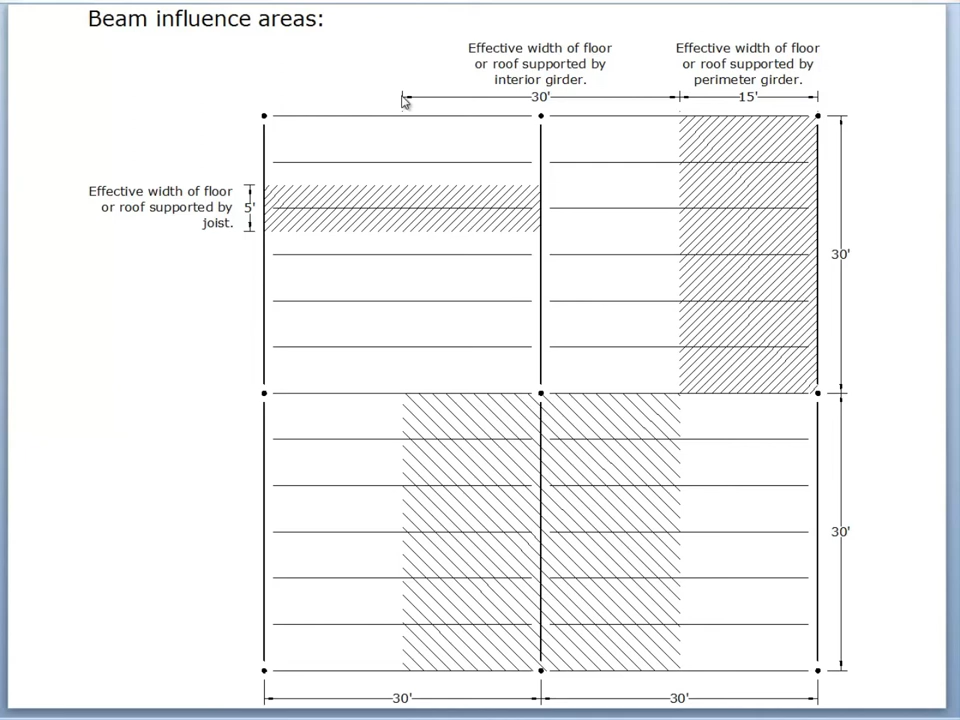 Beam influence areas:
Effective width of floor
or roof supported by
interior girder.
30'
Effective width of floor
or roof supported by
perimeter girder.
15'
Effective width of floor
or roof supported by
joist.
5'
30'
30'
30'
30'